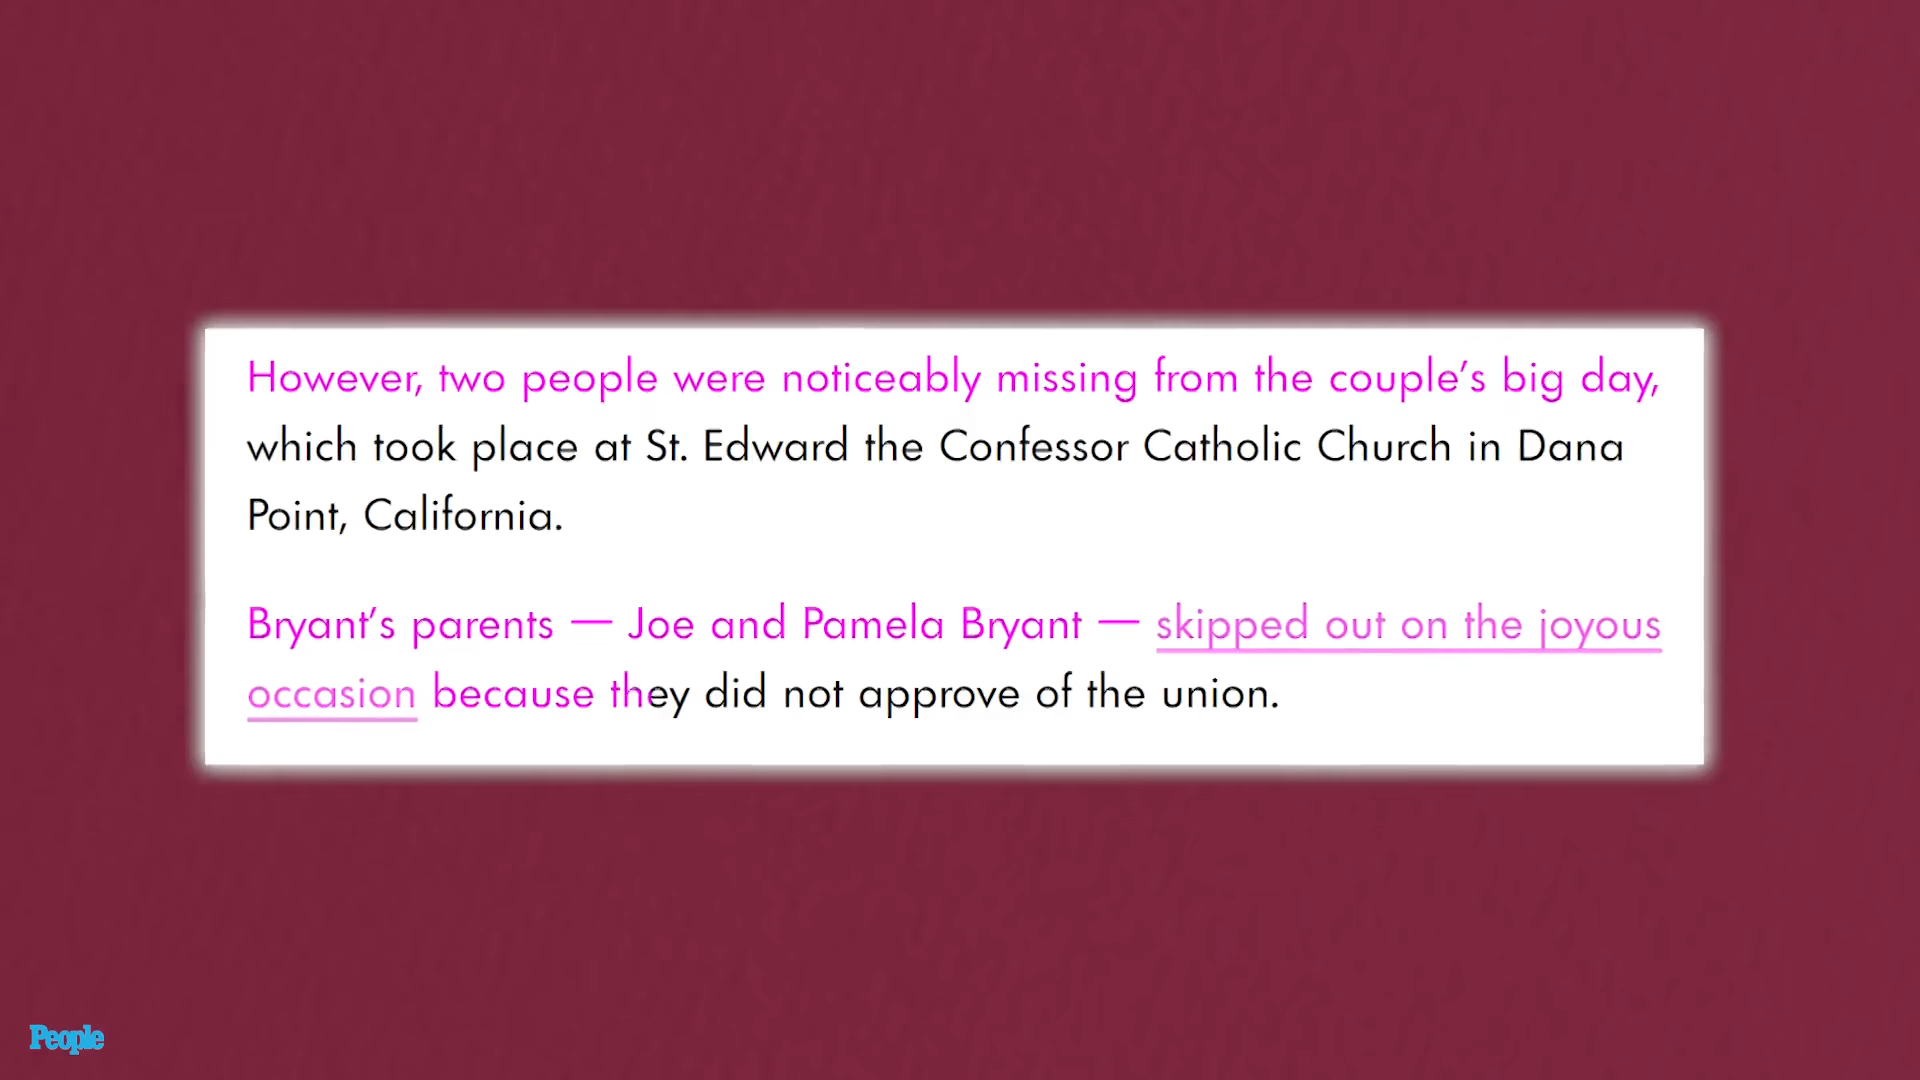 However, two people were noticeably missing from the couple’s big day,
which took place at St. Edward the Confessor Catholic Church in Dana
Point, California.
Bryant’s parents — Joe and Pamela Bryant — skipped out on the joyous
occasion because they did not approve of the union.
People